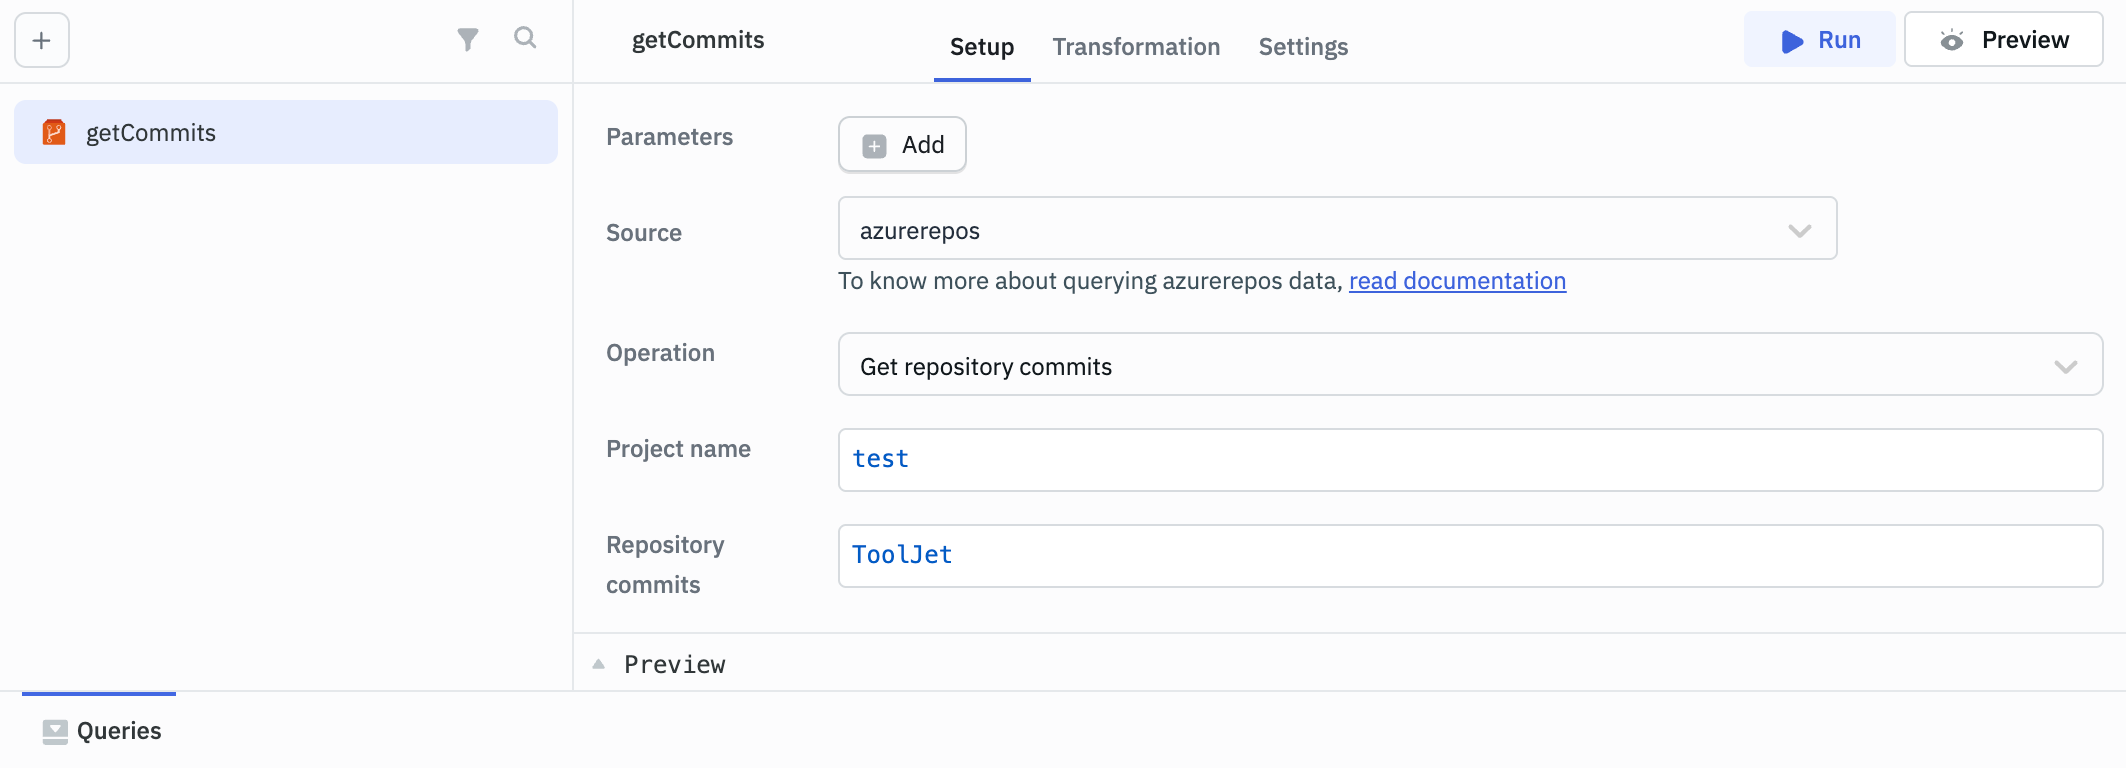 getCommits
Setup
Transformation
Settings
Run
Preview
getCommits
Parameters
Add
Source
azurerepos
To know more about querying azurerepos data, read documentation
Operation
Get repository commits
Project name
test
Repository
commits
ToolJet
Preview
Queries